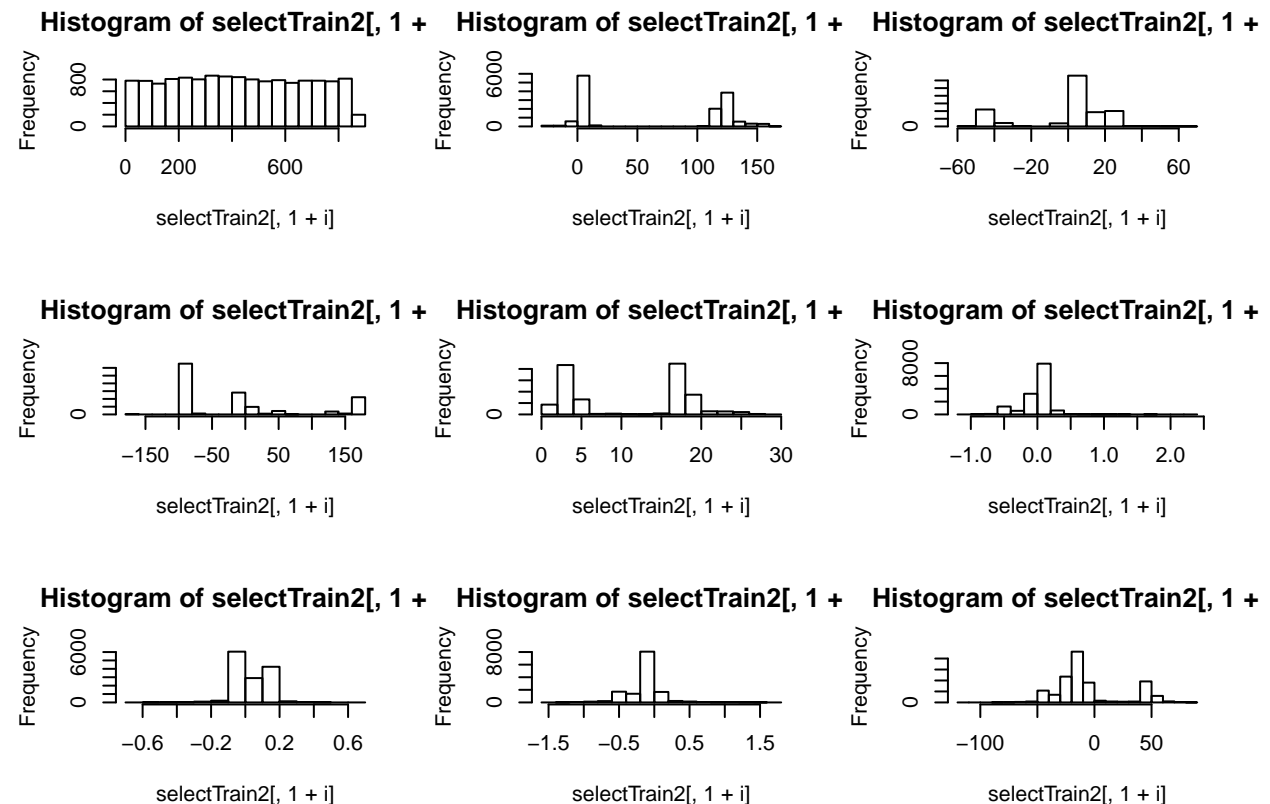 Histogram of selectTrain2[, 1 +
Frequency
0 800
0 200 600
selectTrain2[, 1 + i]
Histogram of selectTrain2[, 1 +
Frequency
0 6000
0 50 100 150
selectTrain2[, 1 + i]
Histogram of selectTrain2[, 1 +
Frequency
0
−60 −20 20 60
selectTrain2[, 1 + i]
Histogram of selectTrain2[, 1 +
Frequency
0
−150 −50 50 150
selectTrain2[, 1 + i]
Histogram of selectTrain2[, 1 +
Frequency
0
0 5 10 20 30
selectTrain2[, 1 + i]
Histogram of selectTrain2[, 1 +
Frequency
0 8000
−1.0 0.0 1.0 2.0
selectTrain2[, 1 + i]
Histogram of selectTrain2[, 1 +
Frequency
0 6000
−0.6 −0.2 0.2 0.6
selectTrain2[, 1 + i]
Histogram of selectTrain2[, 1 +
Frequency
0 8000
−1.5 −0.5 0.5 1.5
selectTrain2[, 1 + i]
Histogram of selectTrain2[, 1 +
Frequency
0
−100 0 50
selectTrain2[, 1 + i]